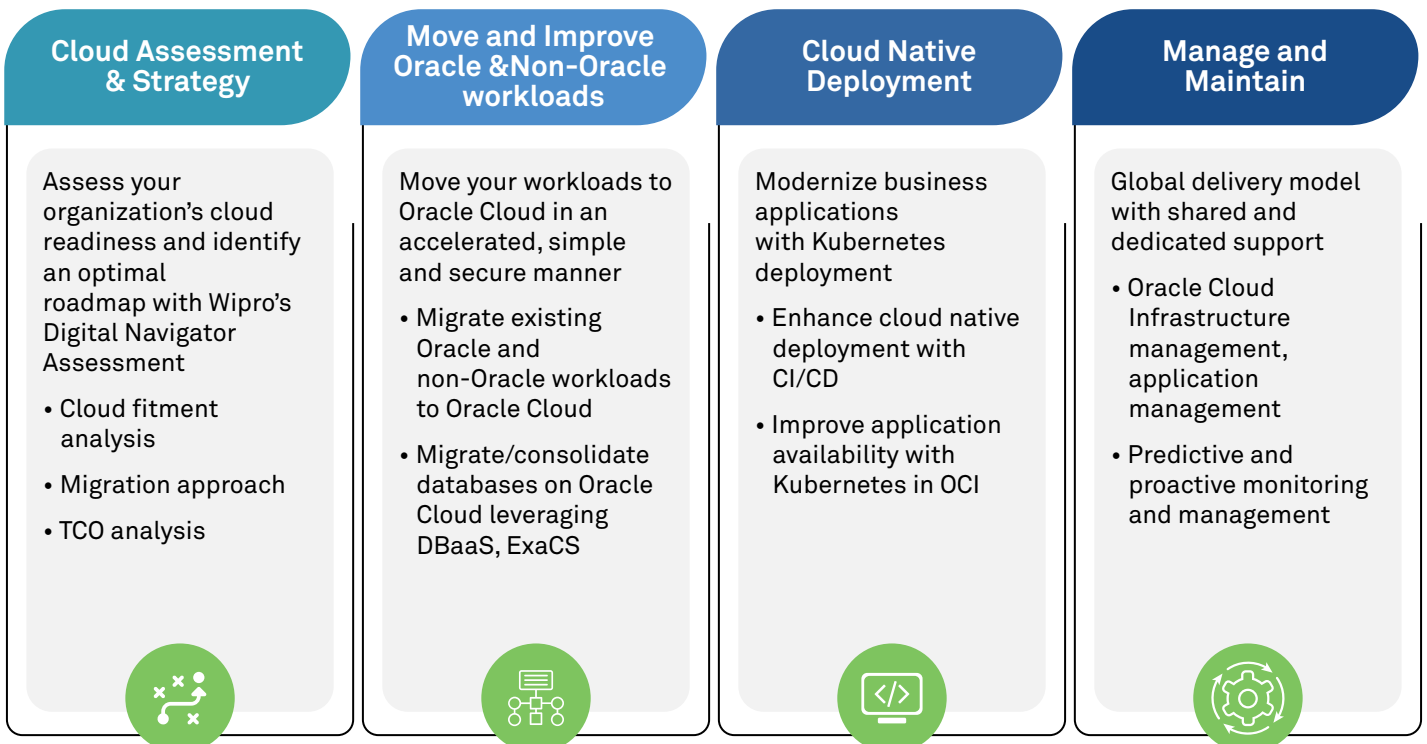 Cloud Assessment
& Strategy
Assess your
organization's cloud
readiness and identify
an optimal
roadmap with Wipro's
Digital Navigator
Assessment
• Cloud fitment
analysis
• Migration approach
• TCO analysis
Move and Improve
Oracle &Non-Oracle
workloads
Move your workloads to
Oracle Cloud in an
accelerated, simple
and secure manner
• Migrate existing
Oracle and
non-Oracle workloads
to Oracle Cloud
• Migrate/consolidate
databases on Oracle
Cloud leveraging
DBaaS, ExaCS
Cloud Native
Deployment
Modernize business
applications
with Kubernetes
deployment
• Enhance cloud native
deployment with
CI/CD
• Improve application
availability with
Kubernetes in OCI
</>
Manage and
Maintain
Global delivery model
with shared and
dedicated support
• Oracle Cloud
Infrastructure
management,
application
management
• Predictive and
proactive monitoring
and management